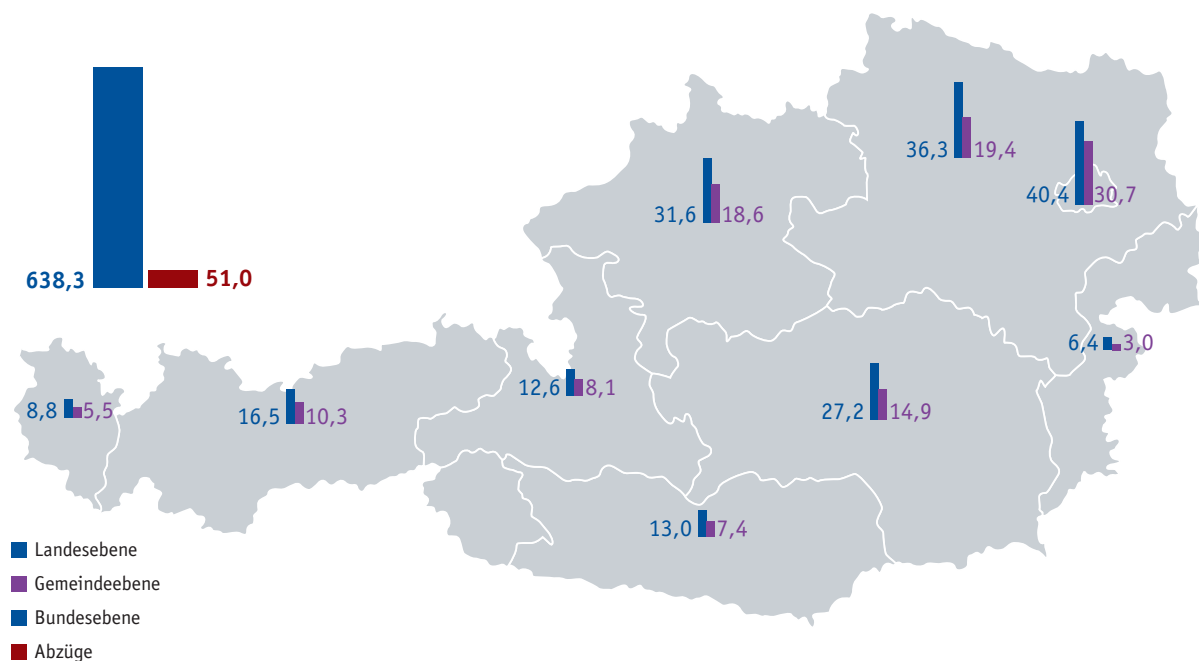 36,3 19,4
40,4 30,7
31,6 18,6
638,3 51,0
6,4 3,0
12,6 8,1
8,8 5,5
16,5 10,3
27,2 14,9
13,0 7,4
Landesebene
Gemeindeebene
Bundesebene
Abzüge